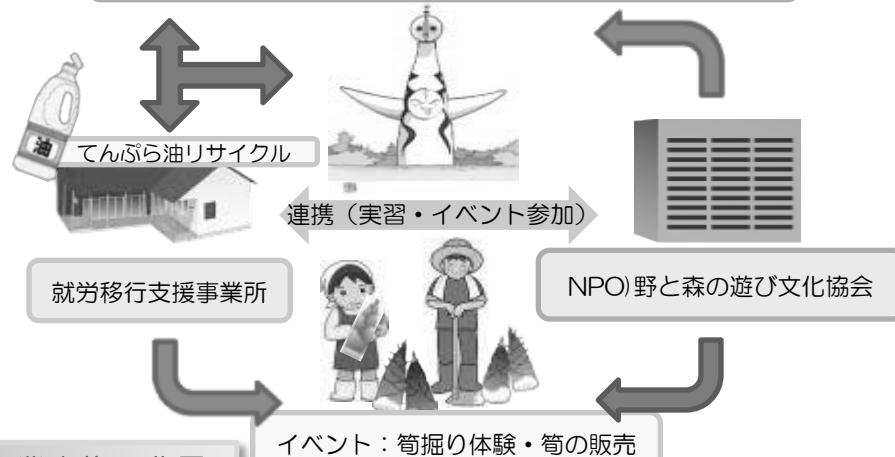 油
てんぷら油リサイクル
連携（実習・イベント参加）
就労移行支援事業所
NPO)野と森の遊び文化協会
イベント：筍掘り体験・筍の販売